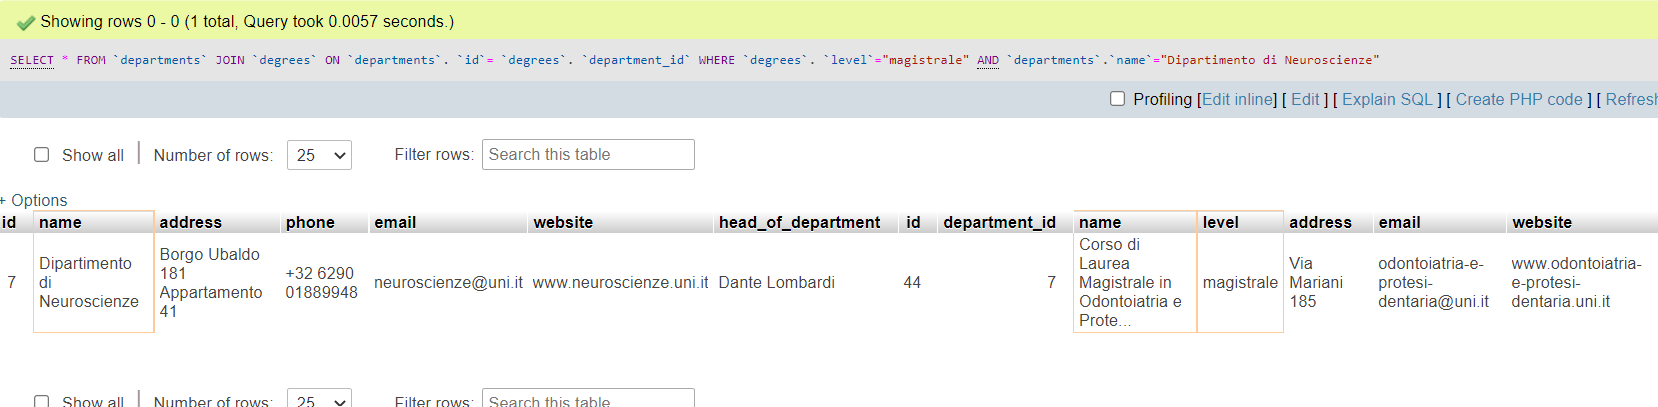 Showing rows 0 - 0 (1 total, Query took 0.0057 seconds.)
SELECT * FROM `departments` JOIN `degrees` ON `departments`. `id`= `degrees`. `department_id` WHERE `degrees`. `level`="magistrale" AND `departments`.`name`="Dipartimento di Neuroscienze"
Profiling [Edit inline] [ Edit ] [ Explain SQL ] [ Create PHP code ] [ Refresh
Show all Number of rows: 25 Filter rows: Search this table
+ Options
id name address phone email website head_of_department id department_id name level address email website
7
Dipartimento
di
Neuroscienze
Borgo Ubaldo
181
Appartamento
41
+32 6290
01889948
neuroscienze@uni.it
www.neuroscienze.uni.it
Dante Lombardi
44
7
Corso di
Laurea
Magistrale in
Odontoiatria e
Prote...
magistrale
Via
Mariani
185
odontoiatria-e-
protesi-
dentaria@uni.it
www.odontoiatria-
e-protesi-
dentaria.uni.it
Show all Number of rows: 25 Filter rows: Search this table